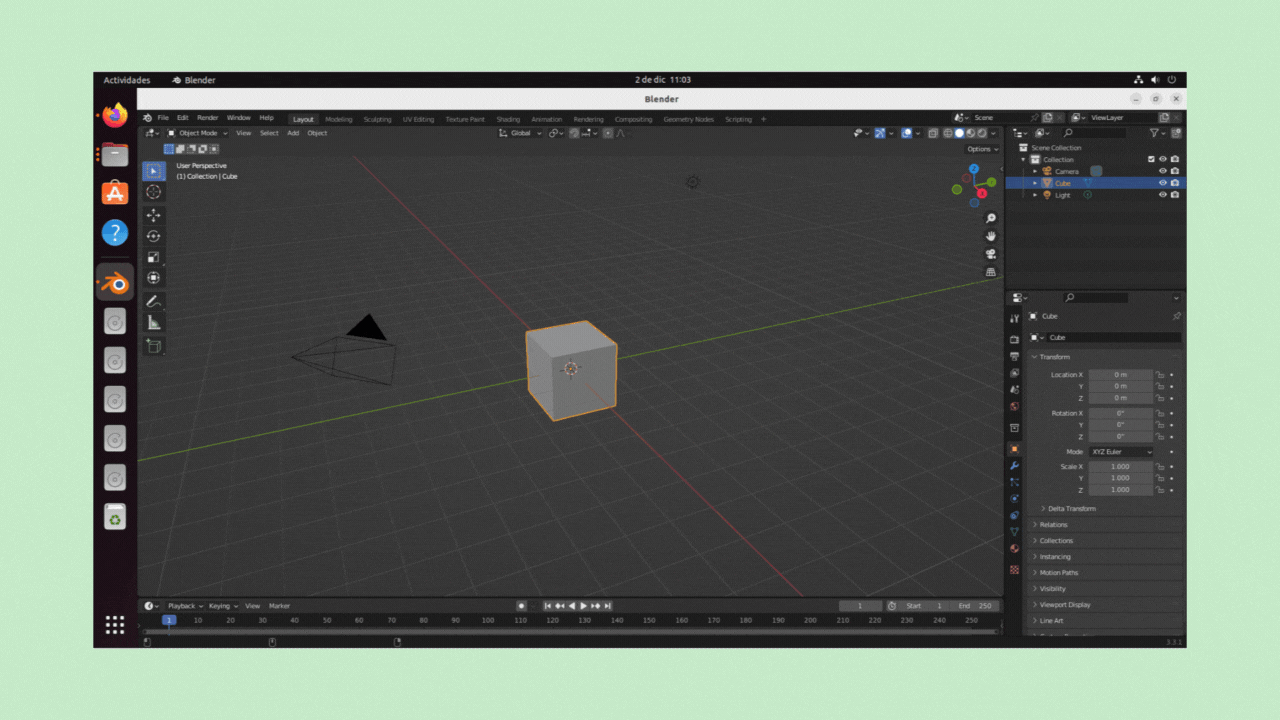 Actividades Blender 2 de dic 11:03
Blender
File Edit Render Window Help Layout Modeling Sculpting UV Editing Texture Paint Shading Animation Rendering Compositing Geometry Nodes Scripting + Scene ViewLayer
Object Mode View Select Add Object Global
Options
User Perspective
(1) Collection | Cube
Scene Collection
Collection
Camera
Cube
Light
Cube
Cube
Transform
Location X 0 m
Y 0 m
Z 0 m
Rotation X 0°
Y 0°
Z 0°
Mode XYZ Euler
Scale X 1.000
Y 1.000
Z 1.000
Delta Transform
Relations
Collections
Instancing
Motion Paths
Visibility
Viewport Display
Line Art
Playback Keying View Marker 1 Start 1 End 250
1 10 20 30 40 50 60 70 80 90 100 110 120 130 140 150 160 170 180 190 200 210 220 230 240 250
3.3.1